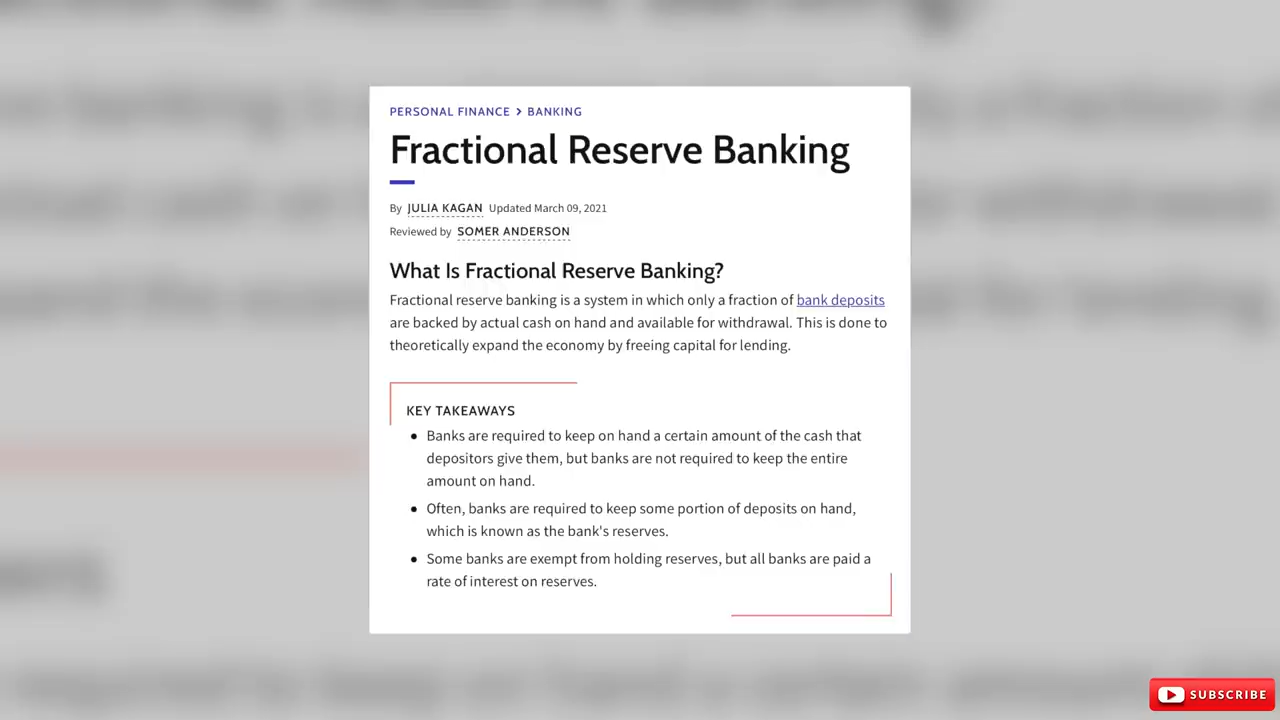 PERSONAL FINANCE > BANKING
Fractional Reserve Banking
By JULIA KAGAN Updated March 09, 2021
Reviewed by SOMER ANDERSON
What Is Fractional Reserve Banking?
Fractional reserve banking is a system in which only a fraction of bank deposits
are backed by actual cash on hand and available for withdrawal. This is done to
theoretically expand the economy by freeing capital for lending.
KEY TAKEAWAYS
• Banks are required to keep on hand a certain amount of the cash that
depositors give them, but banks are not required to keep the entire
amount on hand.
• Often, banks are required to keep some portion of deposits on hand,
which is known as the bank's reserves.
• Some banks are exempt from holding reserves, but all banks are paid a
rate of interest on reserves.
SUBSCRIBE